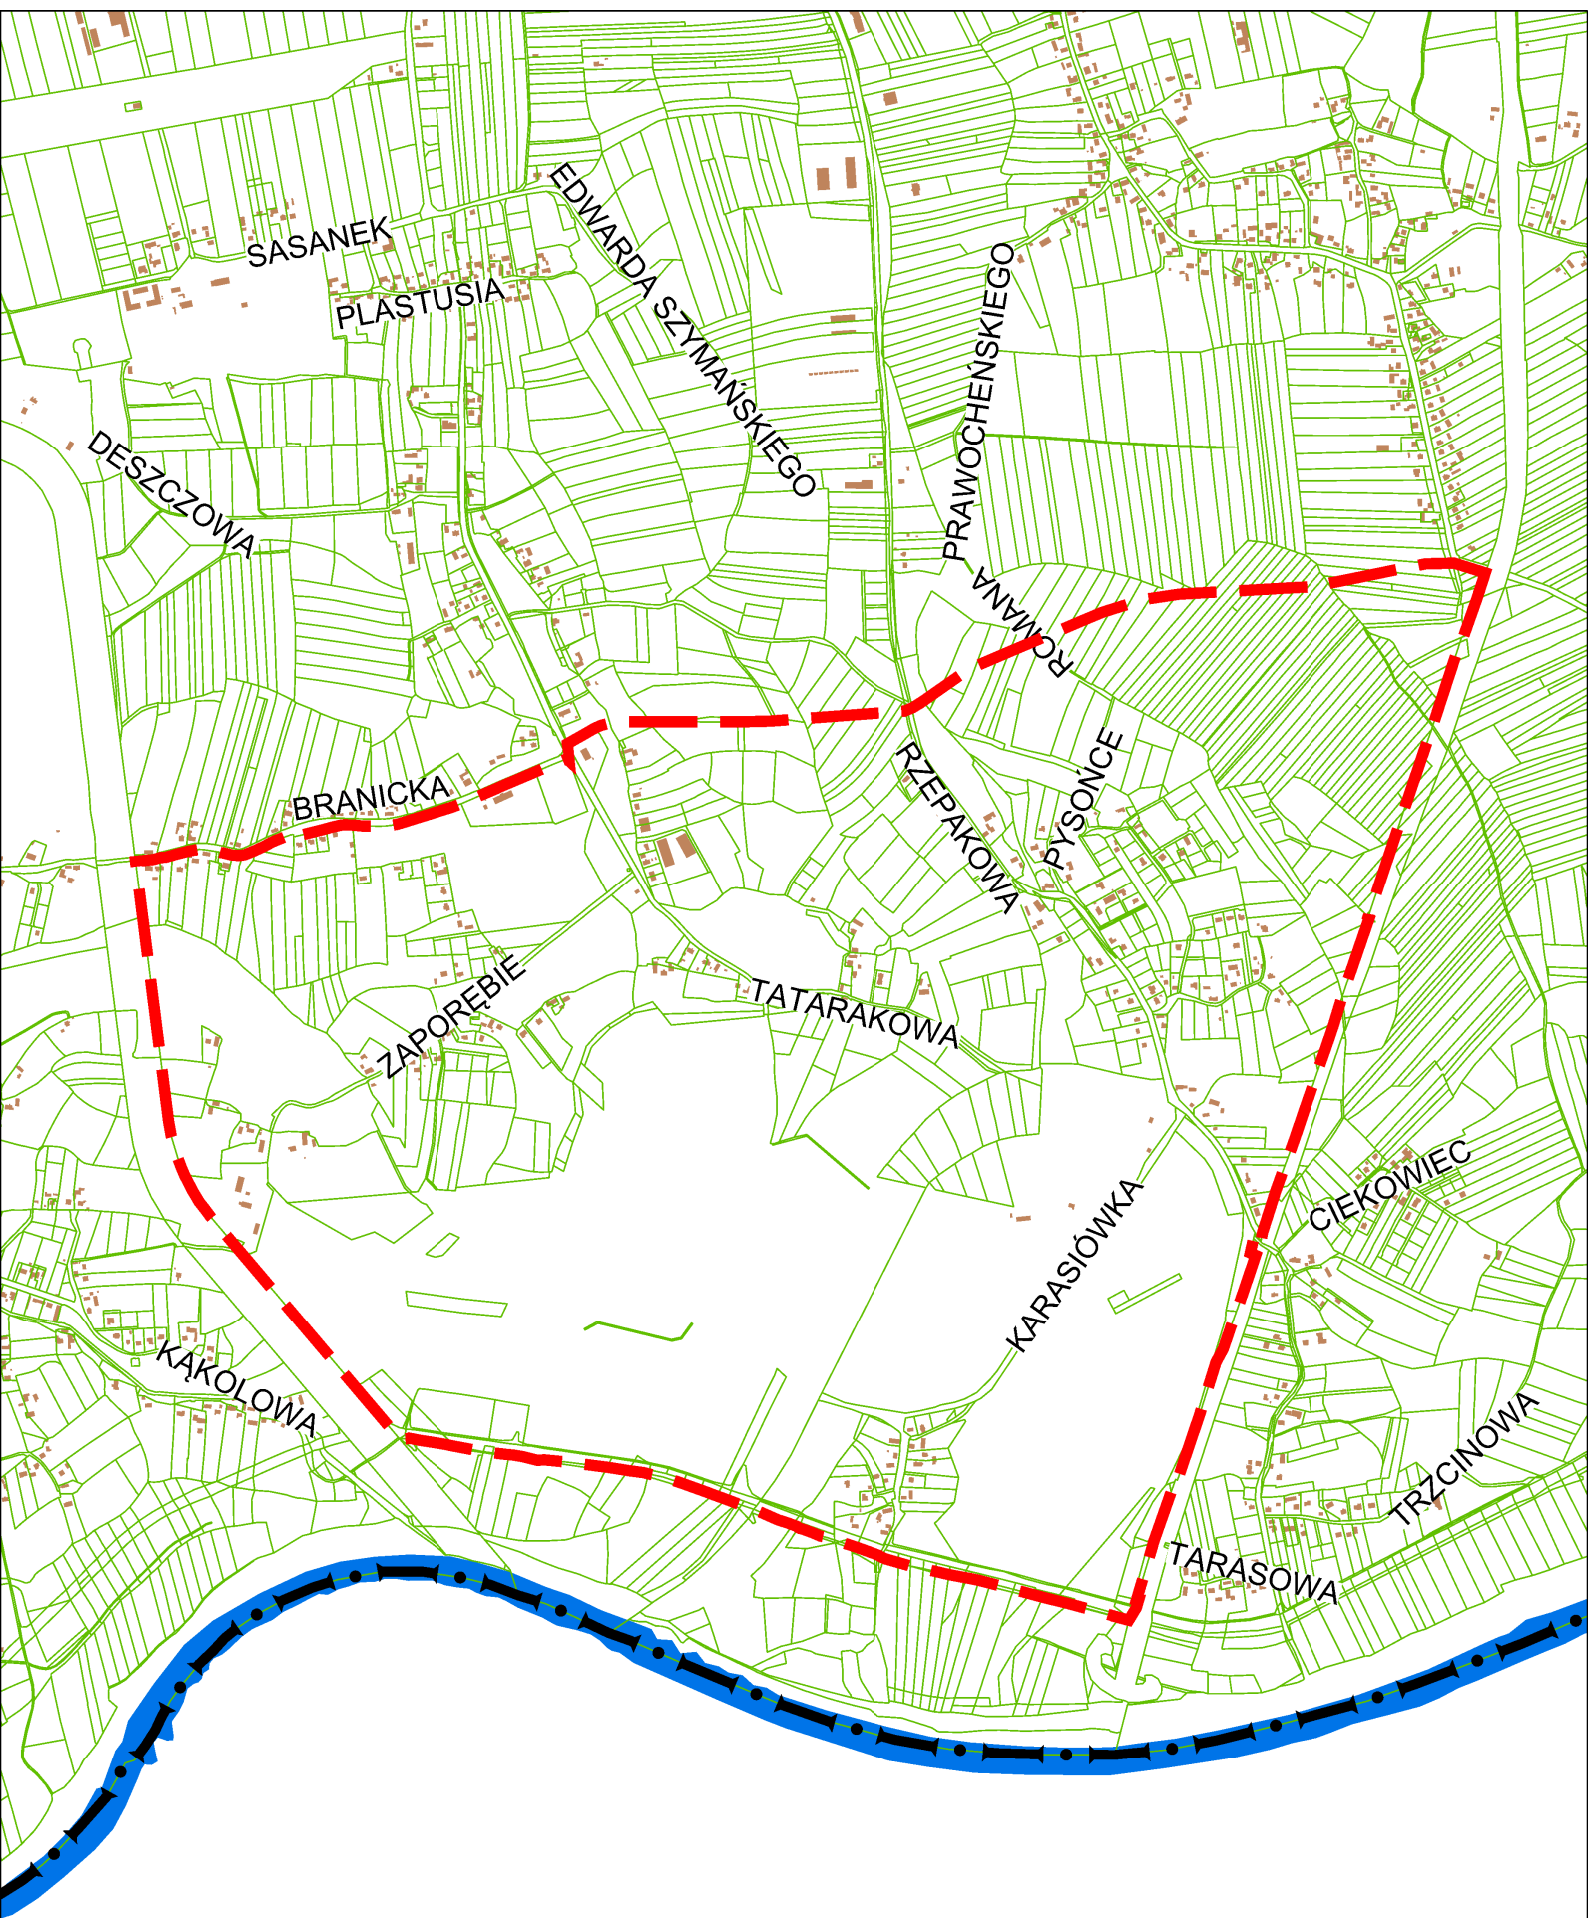 EDWARDA SZYMAŃSKIEGO
SASANEK
PLASTUSIA
PRAWOCHEŃSKIEGO
ROMANA
DESZCZOWA
BRANICKA
RZEPAKOWA
PYSOŃCE
ZAPORĘBIE
TATARAKOWA
CIEKOWIEC
KARASIÓWKA
KĄKOLOWA
TRZCINOWA
TARASOWA